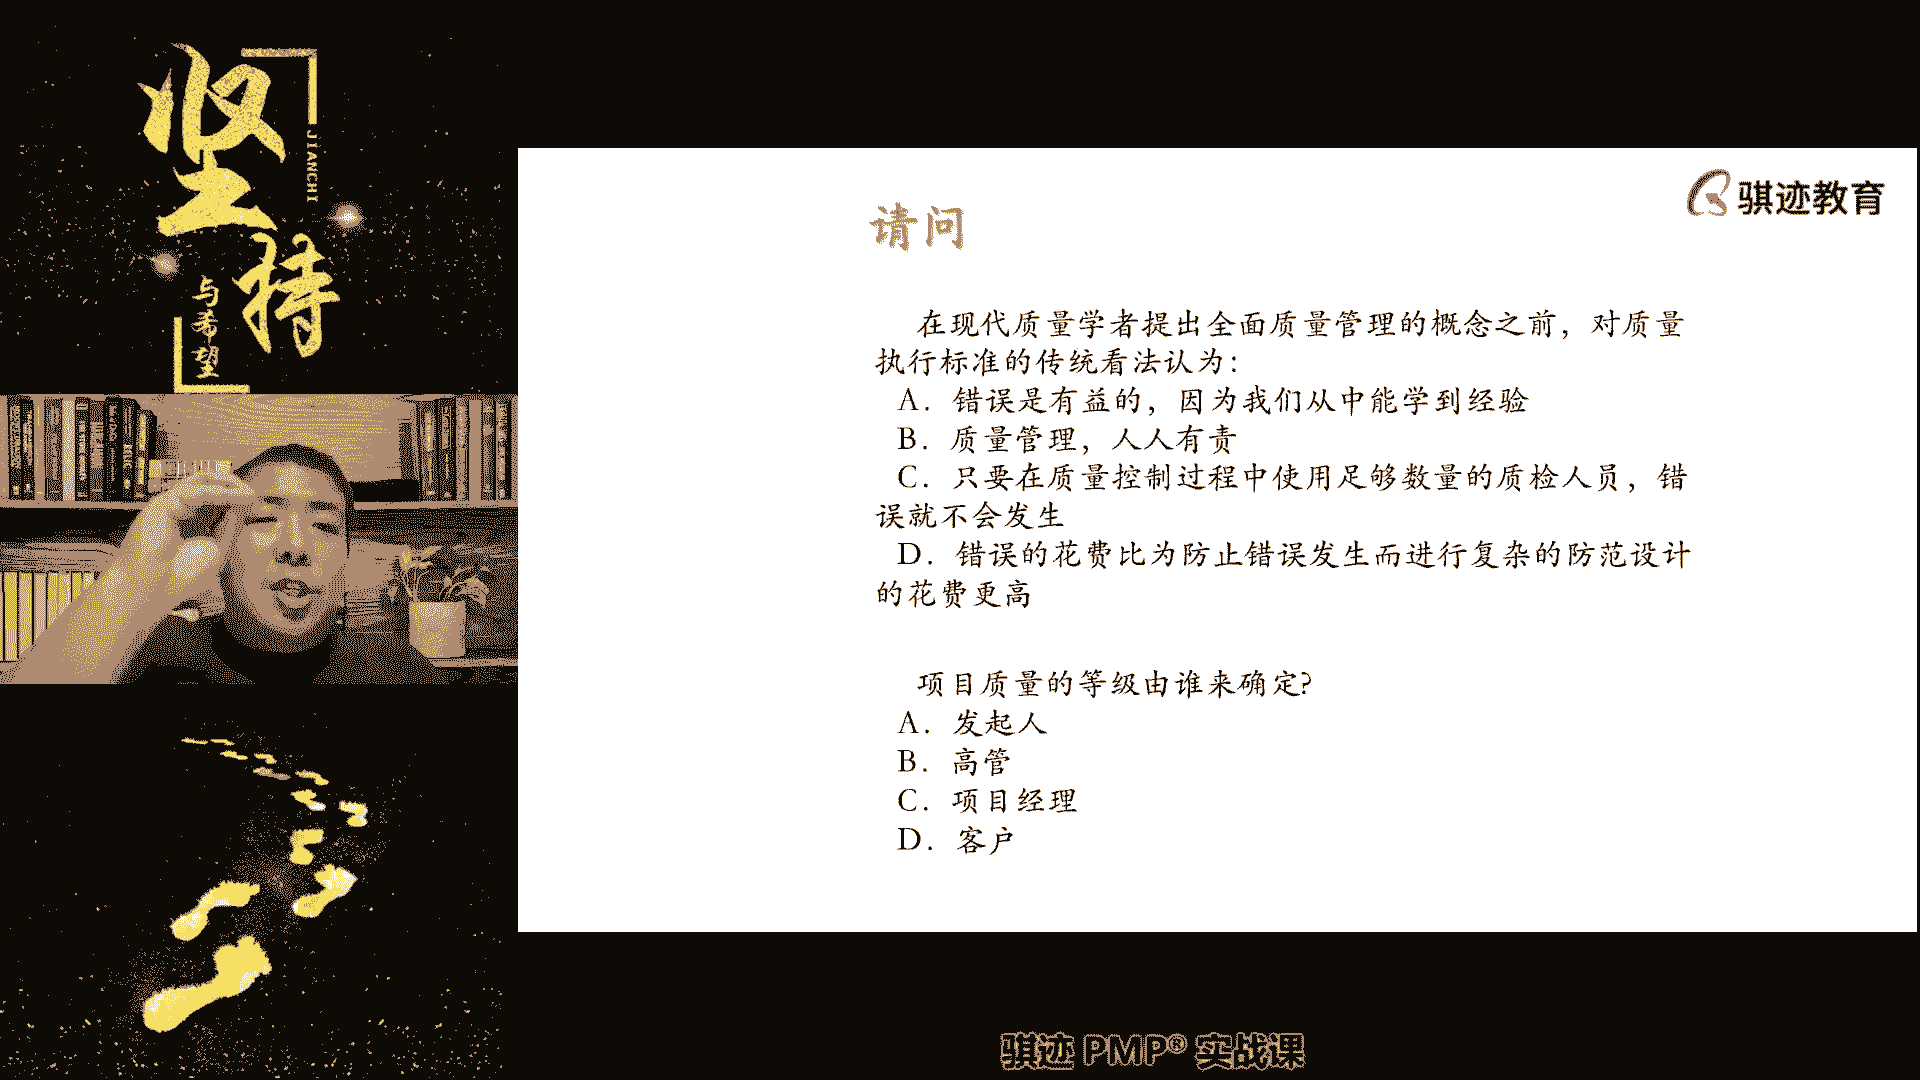 坚持
JIANCHI
与希望
骐迹教育
请问
在现代质量学者提出全面质量管理的概念之前，对质量
执行标准的传统看法认为：
A. 错误是有益的，因为我们从中能学到经验
B. 质量管理，人人有责
C. 只要在质量控制过程中使用足够数量的质检人员，错
误就不会发生
D. 错误的花费比为防止错误发生而进行复杂的防范设计
的花费更高
项目质量的等级由谁来确定?
A. 发起人
B. 高管
C. 项目经理
D. 客户
骐迹 PMP® 实战课